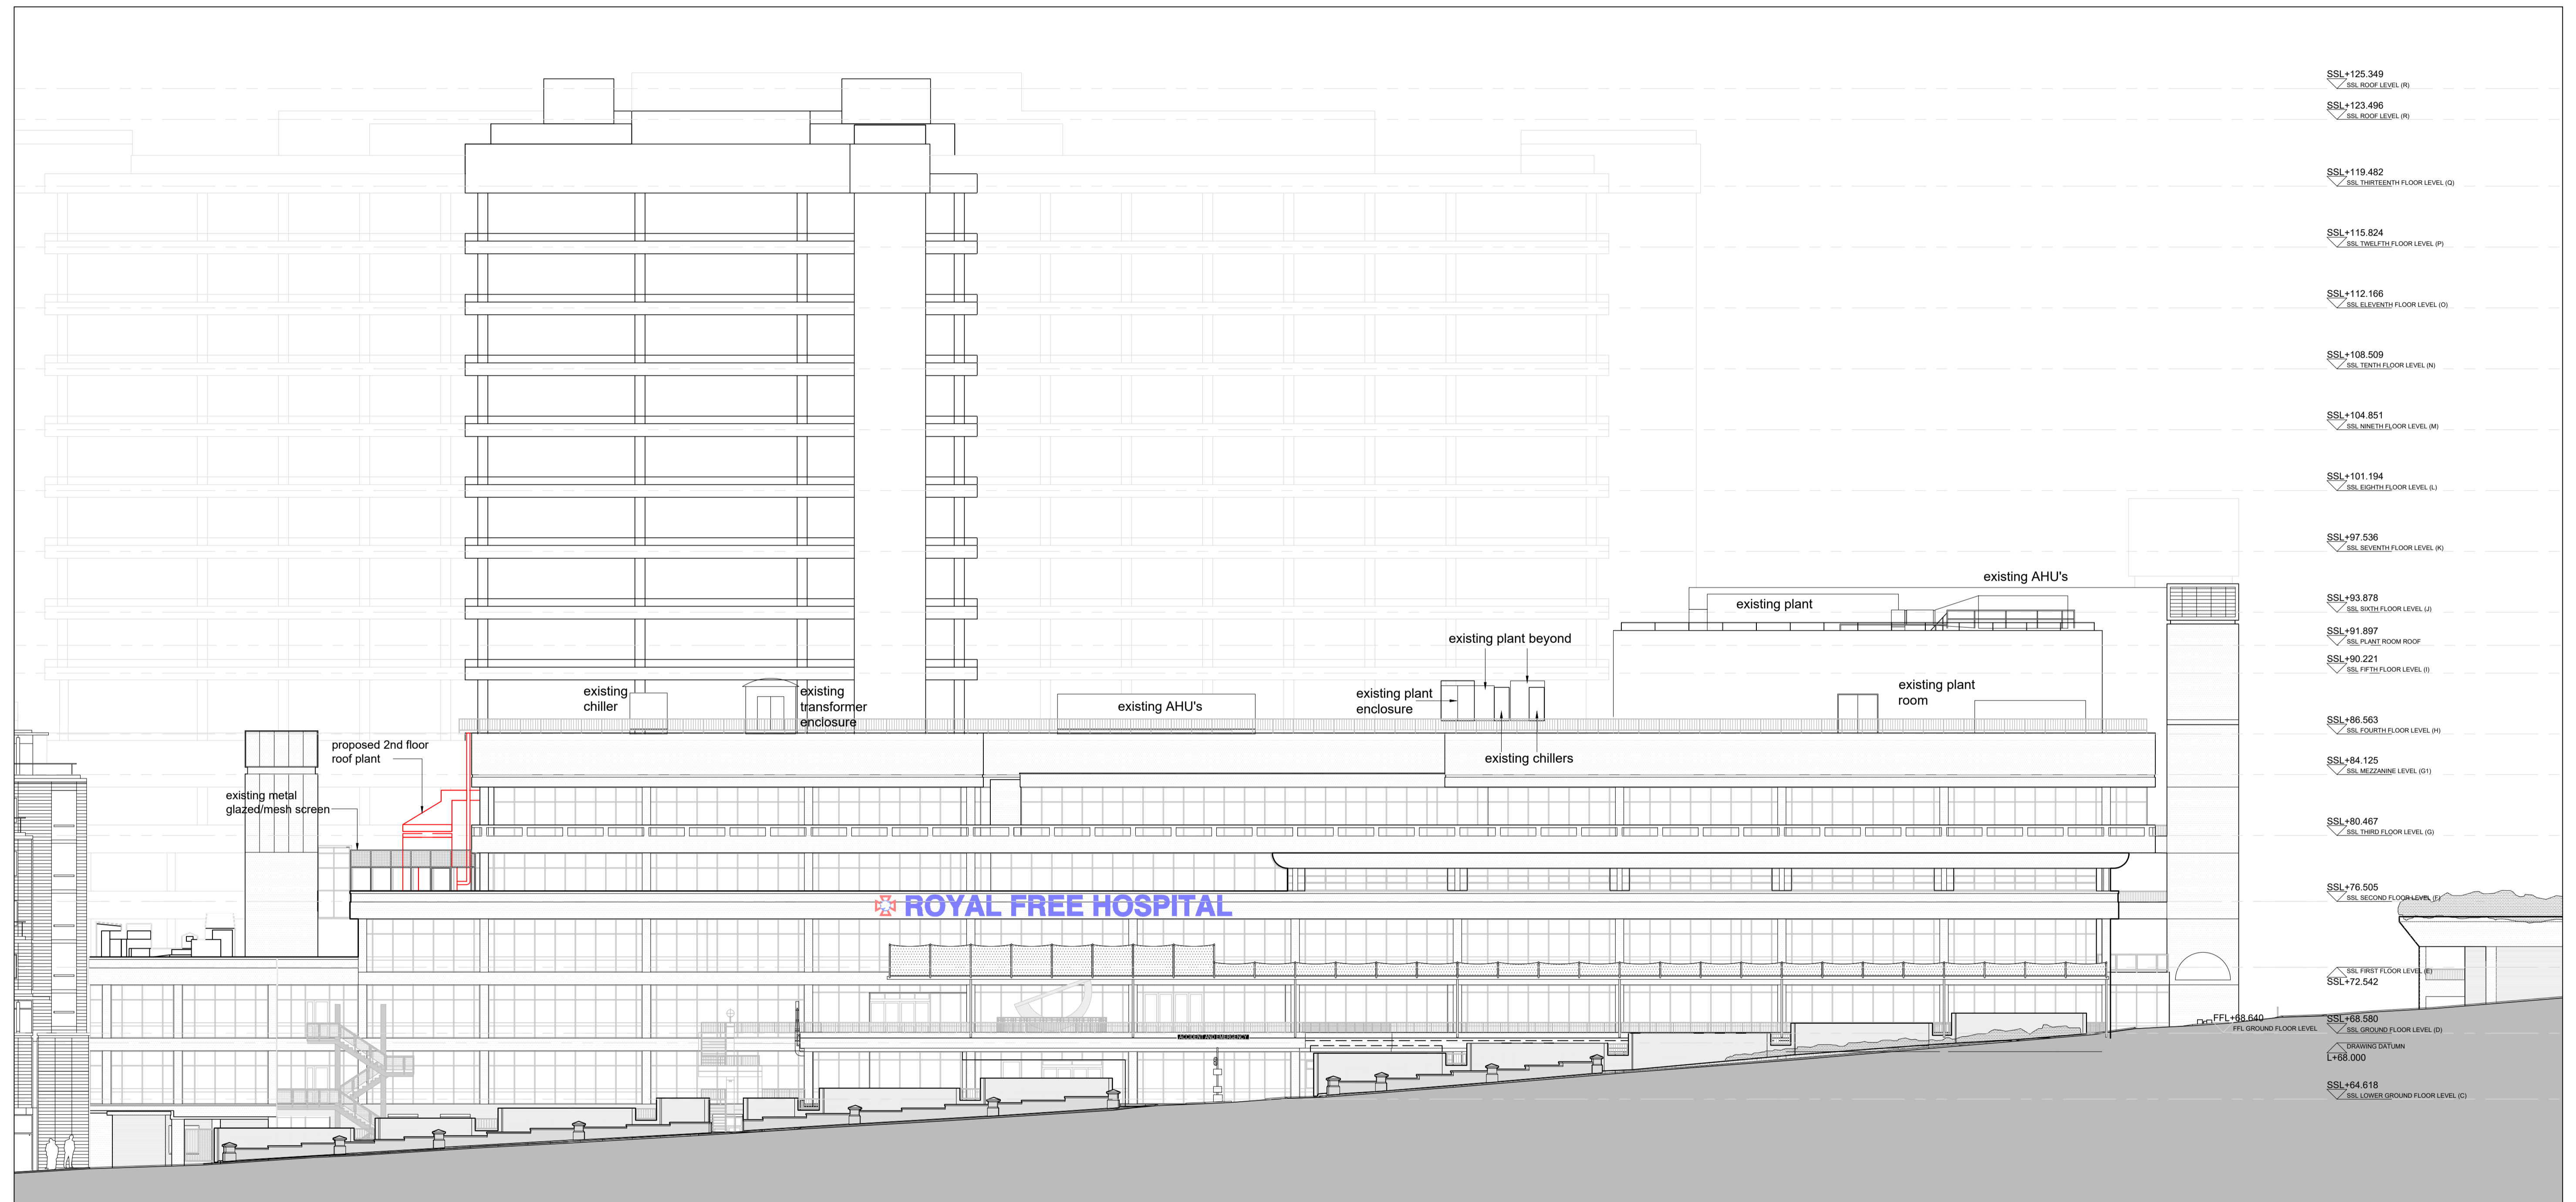 SSL+125.349
SSL ROOF LEVEL (R)
SSL+123.496
SSL ROOF LEVEL (R)
SSL+119.482
SSL THIRTEENTH FLOOR LEVEL (Q)
SSL+115.824
SSL TWELFTH FLOOR LEVEL (P)
SSL+112.166
SSL ELEVENTH FLOOR LEVEL (O)
SSL+108.509
SSL TENTH FLOOR LEVEL (N)
SSL+104.851
SSL NINETH FLOOR LEVEL (M)
SSL+101.194
SSL EIGHTH FLOOR LEVEL (L)
SSL+97.536
SSL SEVENTH FLOOR LEVEL (K)
existing AHU's
existing plant
SSL+93.878
SSL SIXTH FLOOR LEVEL (J)
existing plant beyond
SSL+91.897
SSL PLANT ROOM ROOF
SSL+90.221
SSL FIFTH FLOOR LEVEL (I)
existing
chiller
existing
transformer
enclosure
existing AHU's
existing plant
enclosure
existing plant
room
SSL+86.563
SSL FOURTH FLOOR LEVEL (H)
proposed 2nd floor
roof plant
existing chillers
SSL+84.125
SSL MEZZANINE LEVEL (G1)
existing metal
glazed/mesh screen
SSL+80.467
SSL THIRD FLOOR LEVEL (G)
SSL+76.505
SSL SECOND FLOOR LEVEL (F)
ROYAL FREE HOSPITAL
SSL FIRST FLOOR LEVEL (E)
SSL+72.542
FFL+68.640
FFL GROUND FLOOR LEVEL
SSL+68.580
SSL GROUND FLOOR LEVEL (D)
ACCIDENT AND EMERGENCY
DRAWING DATUMN
L+68.000
SSL+64.618
SSL LOWER GROUND FLOOR LEVEL (C)